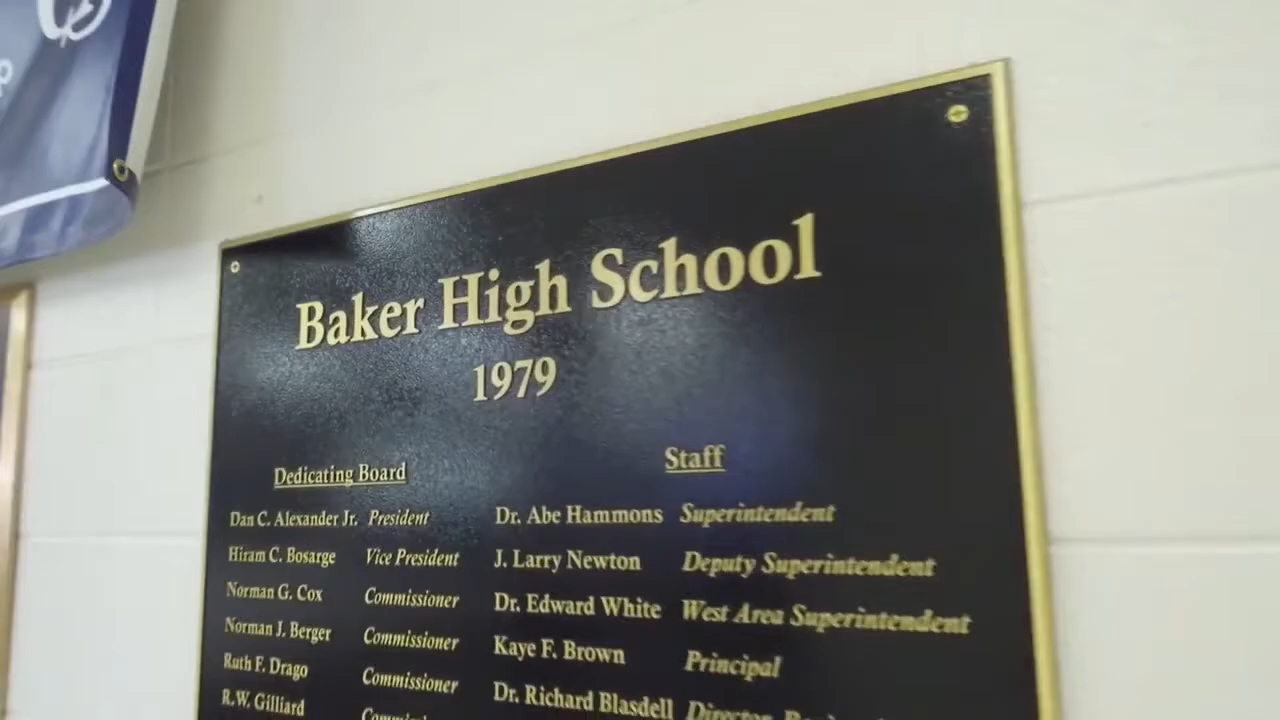 Baker High School
1979
Dedicating Board
Dan C. Alexander Jr. President
Hiram C. Bosarge Vice President
Norman G. Cox Commissioner
Norman J. Berger Commissioner
Ruth F. Drago Commissioner
R.W. Gilliard
Staff
Dr. Abe Hammons Superintendent
J. Larry Newton Deputy Superintendent
Dr. Edward White West Area Superintendent
Kaye F. Brown Principal
Dr. Richard Blasdell Director